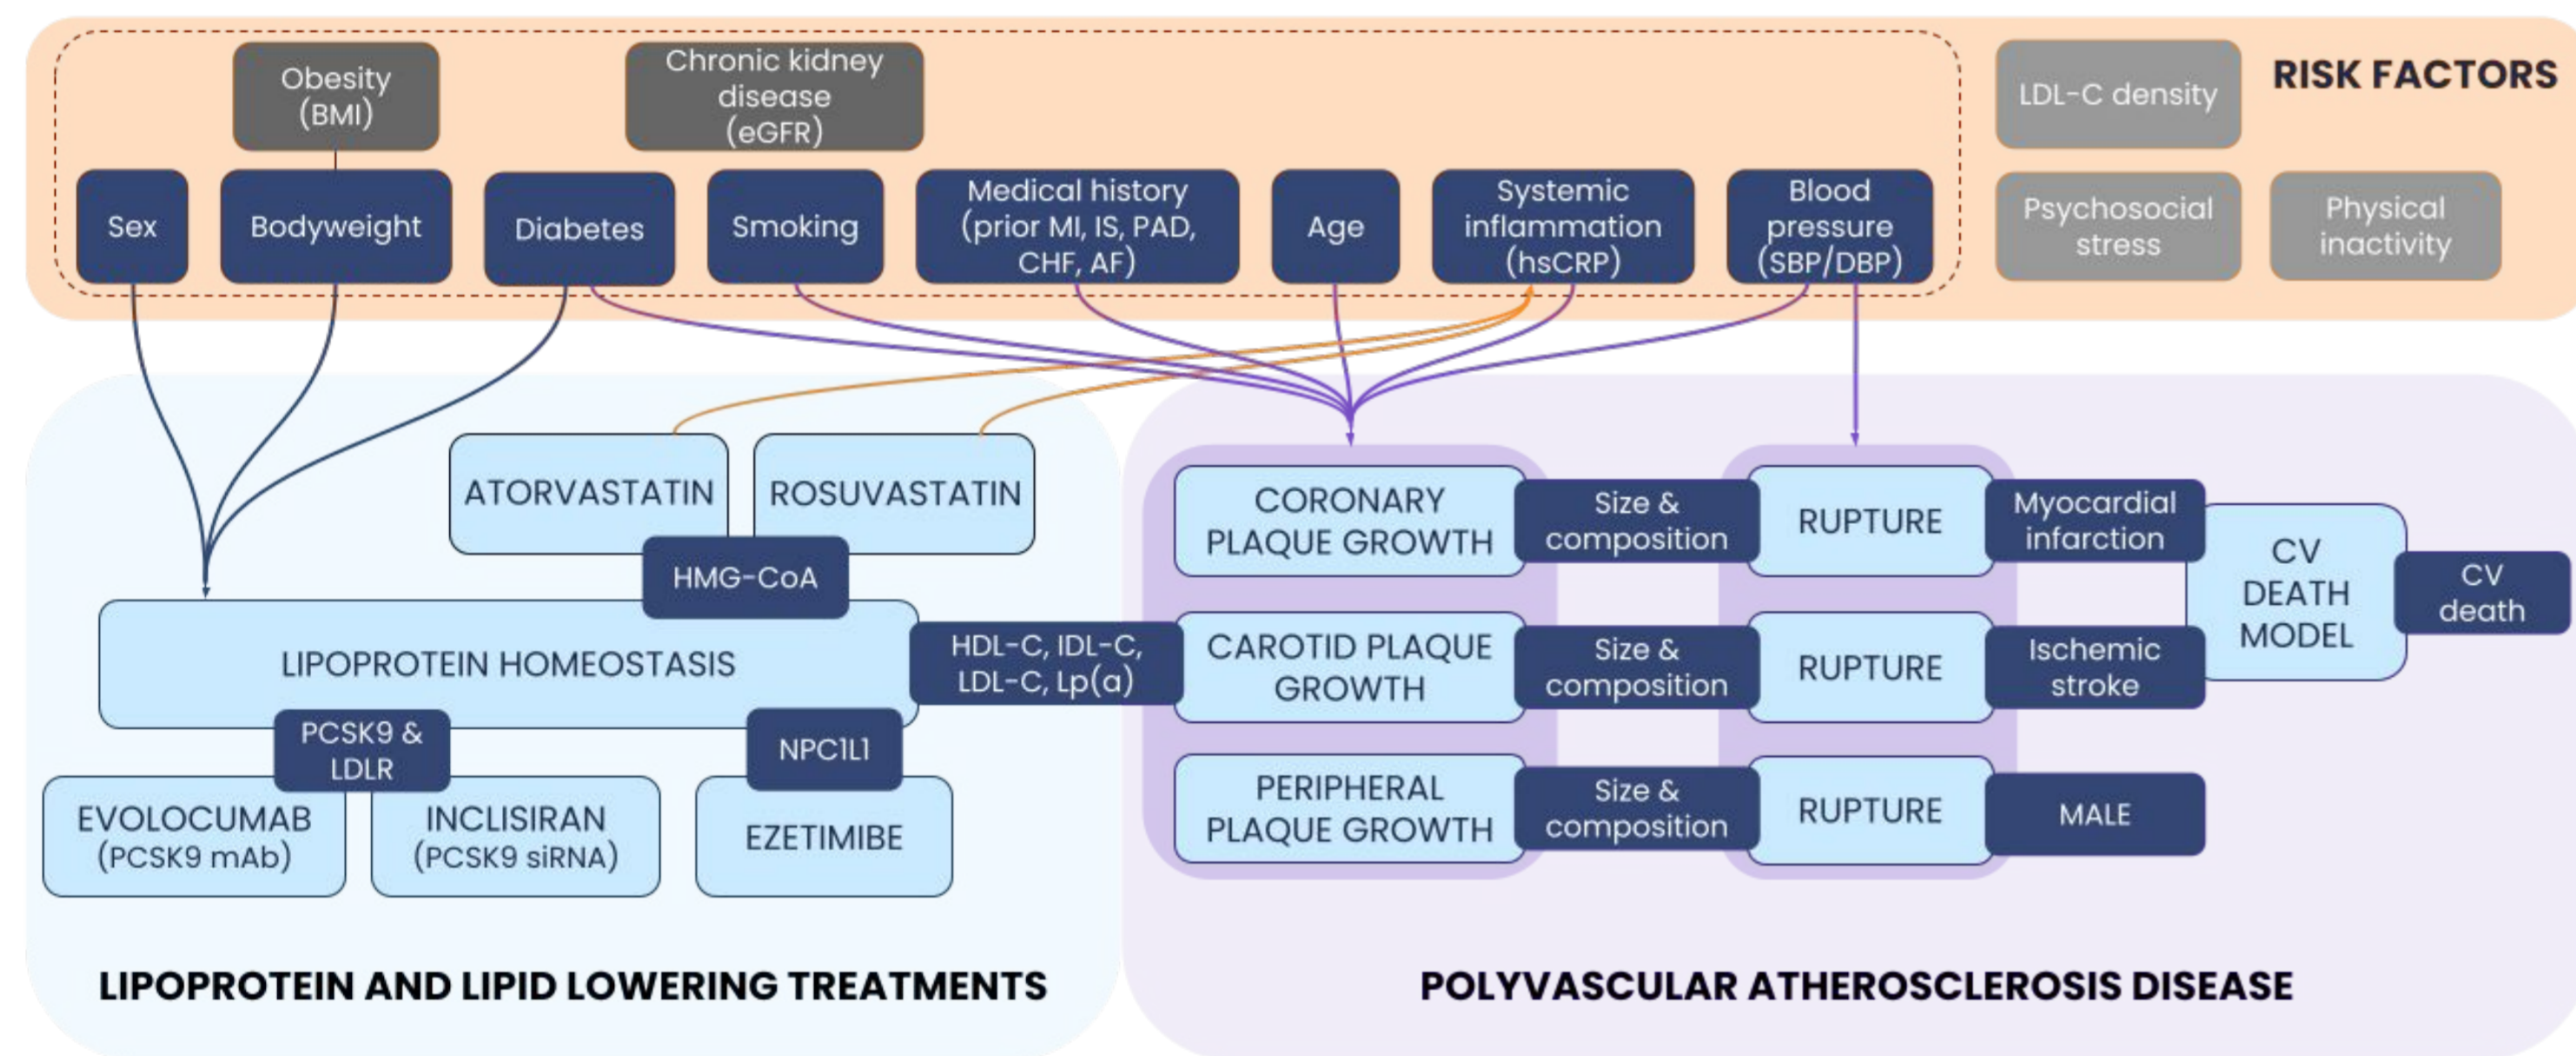 Obesity
(BMI)
Chronic kidney
disease
(eGFR)
LDL-C density
RISK FACTORS
Sex
Bodyweight
Diabetes
Smoking
Medical history
(prior MI, IS, PAD,
CHF, AF)
Age
Systemic
inflammation
(hsCRP)
Blood
pressure
(SBP/DBP)
Psychosocial
stress
Physical
inactivity
ATORVASTATIN
ROSUVASTATIN
HMG-CoA
LIPOPROTEIN HOMEOSTASIS
HDL-C, IDL-C,
LDL-C, Lp(a)
PCSK9 &
LDLR
NPC1L1
EVOLOCUMAB
(PCSK9 mAb)
INCLISIRAN
(PCSK9 siRNA)
EZETIMIBE
LIPOPROTEIN AND LIPID LOWERING TREATMENTS
CORONARY
PLAQUE GROWTH
Size &
composition
RUPTURE
Myocardial
infarction
CV
DEATH
MODEL
CV
death
CAROTID PLAQUE
GROWTH
Size &
composition
RUPTURE
Ischemic
stroke
PERIPHERAL
PLAQUE GROWTH
Size &
composition
RUPTURE
MALE
POLYVASCULAR ATHEROSCLEROSIS DISEASE